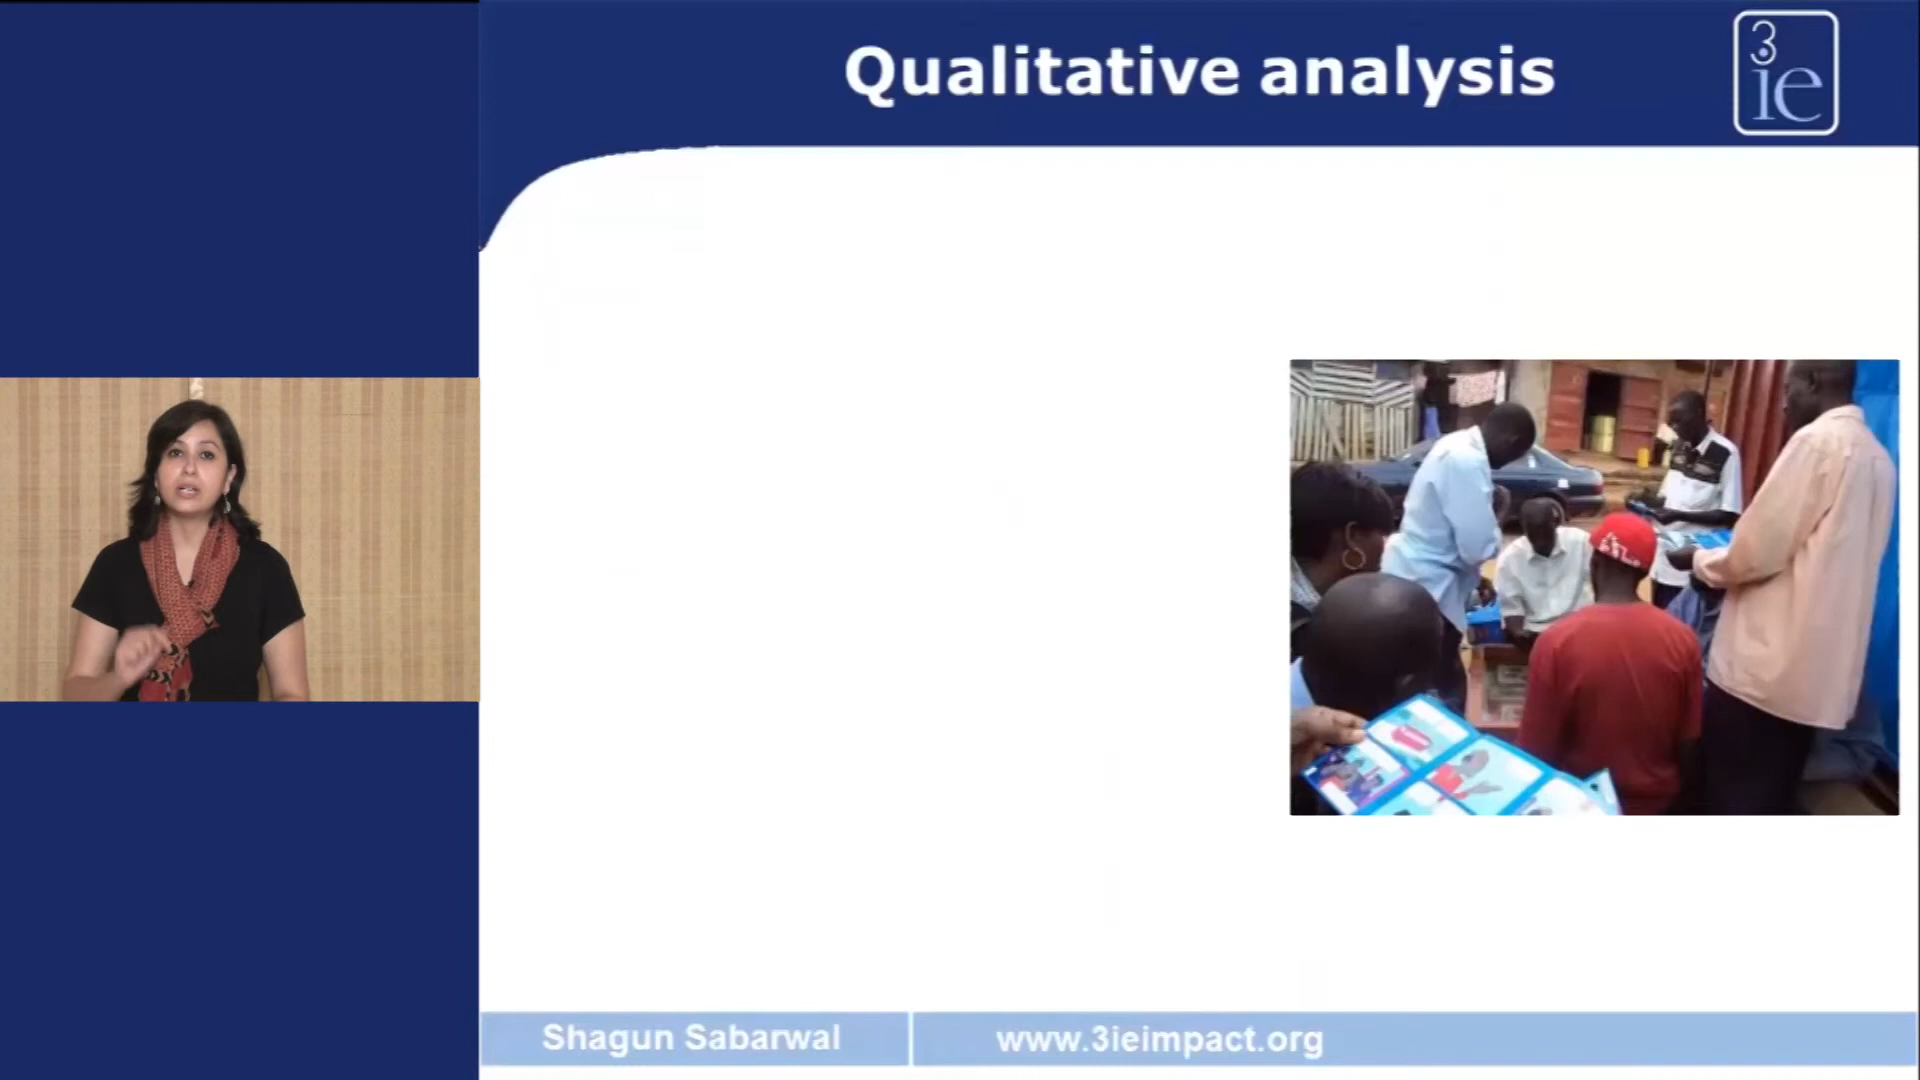 Qualitative analysis
3
ie
Shagun Sabarwal
www.3ieimpact.org